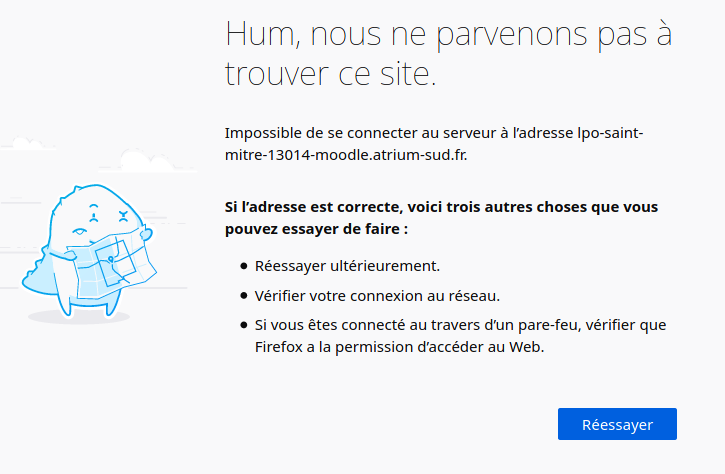 Hum, nous ne parvenons pas à
trouver ce site.
Impossible de se connecter au serveur à l’adresse lpo-saint-
mitre-13014-moodle.atrium-sud.fr.
Si l’adresse est correcte, voici trois autres choses que vous
pouvez essayer de faire :
● Réessayer ultérieurement.
● Vérifier votre connexion au réseau.
● Si vous êtes connecté au travers d’un pare-feu, vérifier que
Firefox a la permission d’accéder au Web.
Réessayer